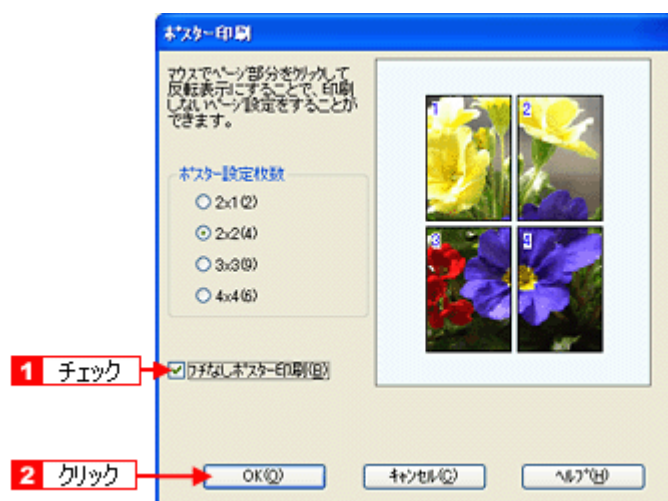 ポスター印刷
マウスでページ部分をクリックして
反転表示にすることで、印刷
しないページ設定をすることが
できます。
ポスター設定枚数
2x1(2)
2x2(4)
3x3(9)
4x4(6)
1 2
3 4
1 チェック
フチなしポスター印刷(B)
2 クリック
OK(O) キャンセル(C) ヘルプ(H)